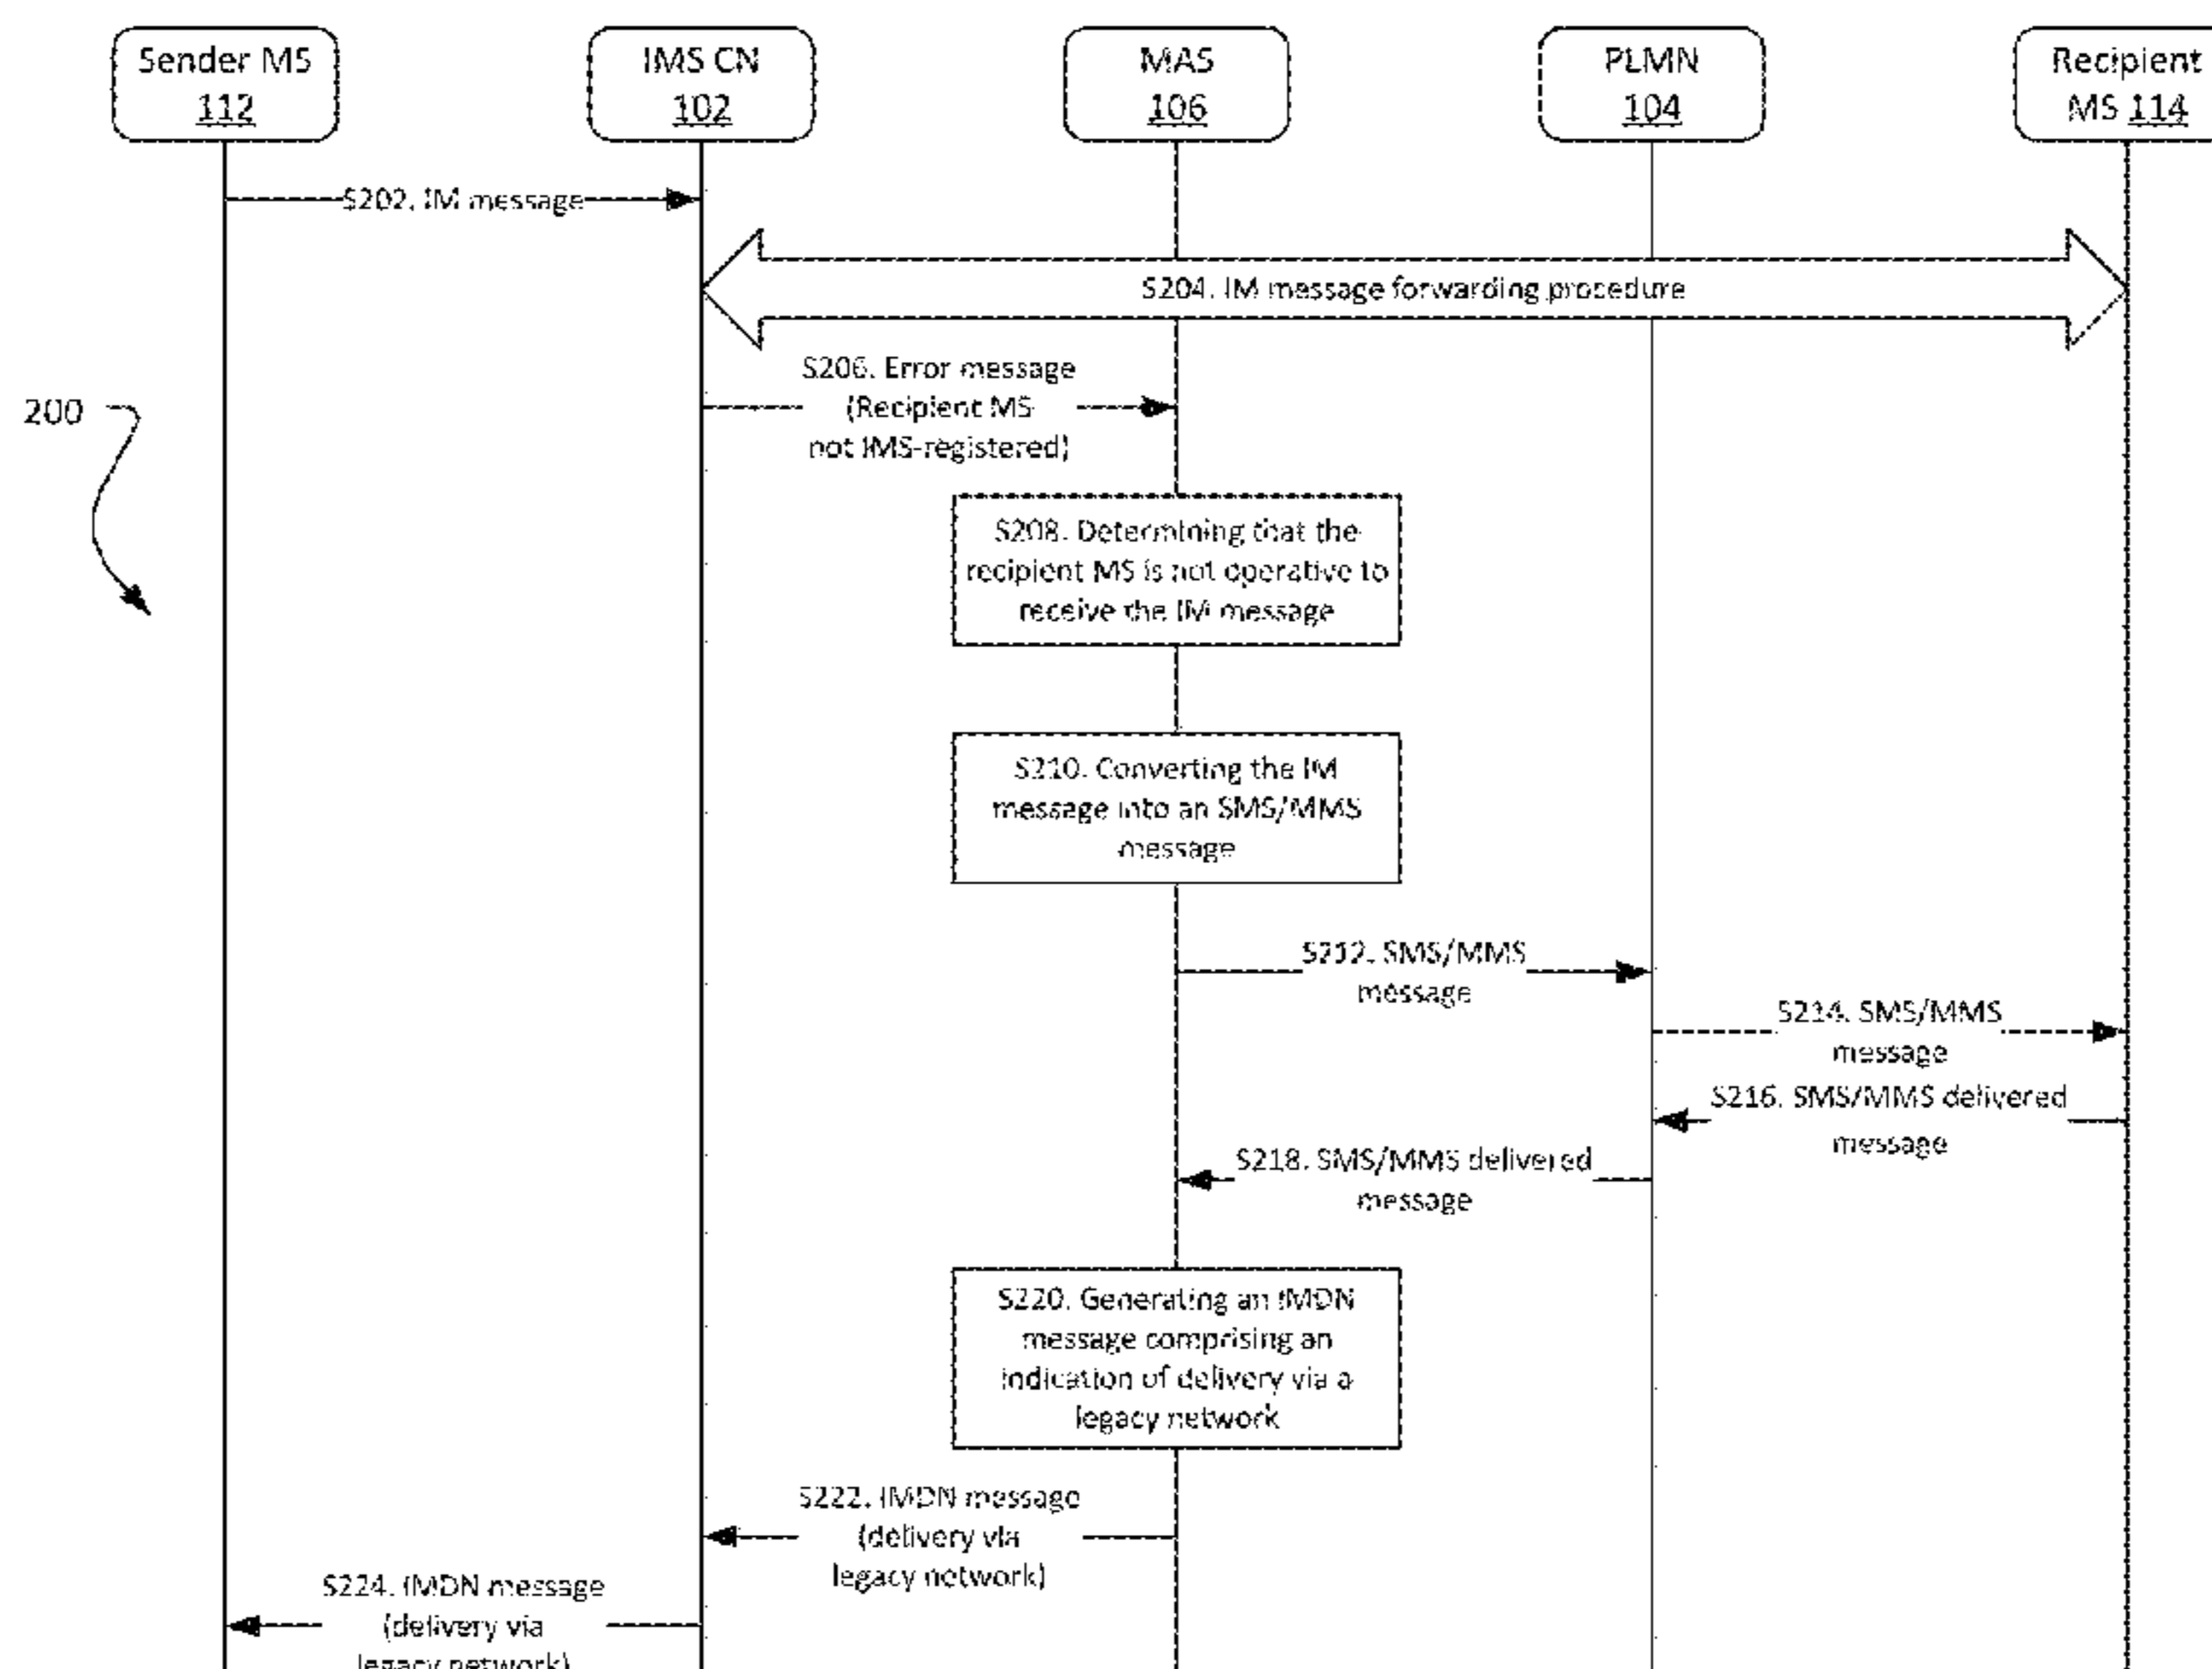 Sender MS
112
IMS CN
102
MAS
106
PLMN
104
Recipient
MS 114
S202. IM message
S204. IM message forwarding procedure
S206. Error message
(Recipient MS
not IMS-registered)
200
S208. Determining that the
recipient MS is not operative to
receive the IM message
S210. Converting the IM
message into an SMS/MMS
message
S212. SMS/MMS
message
S214. SMS/MMS
message
S216. SMS/MMS delivered
message
S218. SMS/MMS delivered
message
S220. Generating an IMDN
message comprising an
indication of delivery via a
legacy network
S222. IMDN message
(delivery via
legacy network)
S224. IMDN message
(delivery via
legacy network)